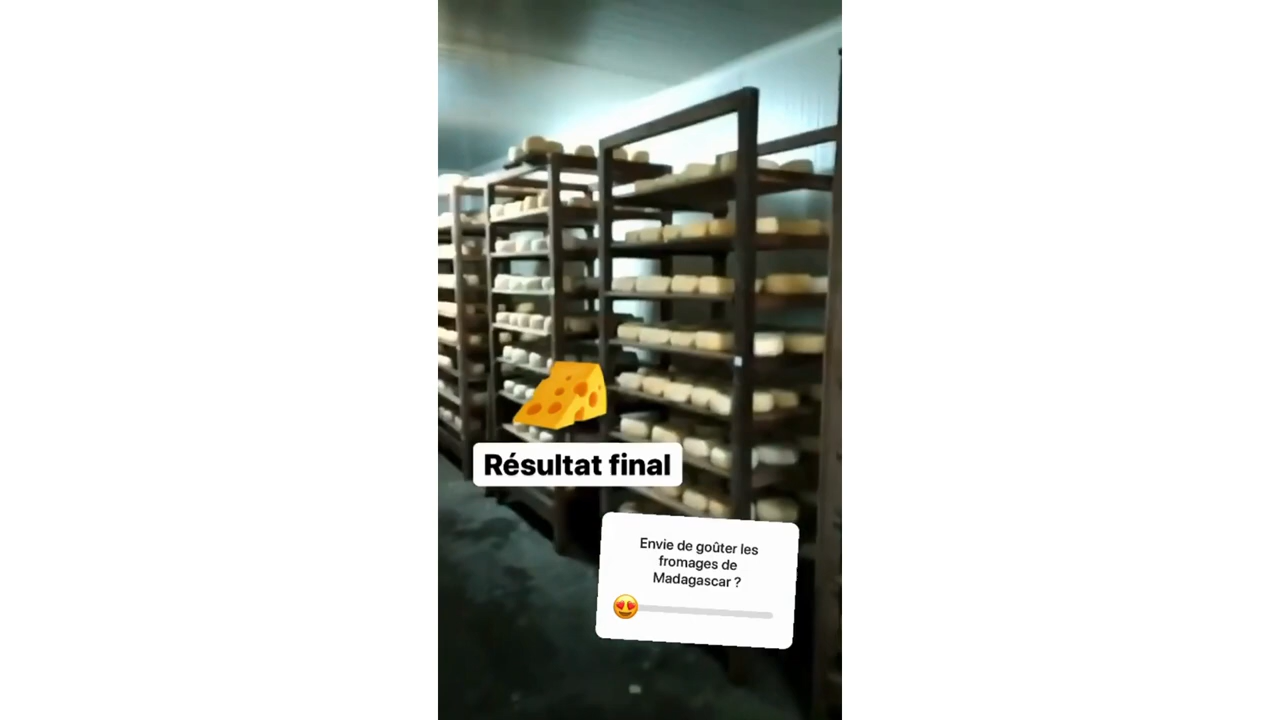 Résultat final
Envie de goûter les
fromages de
Madagascar ?